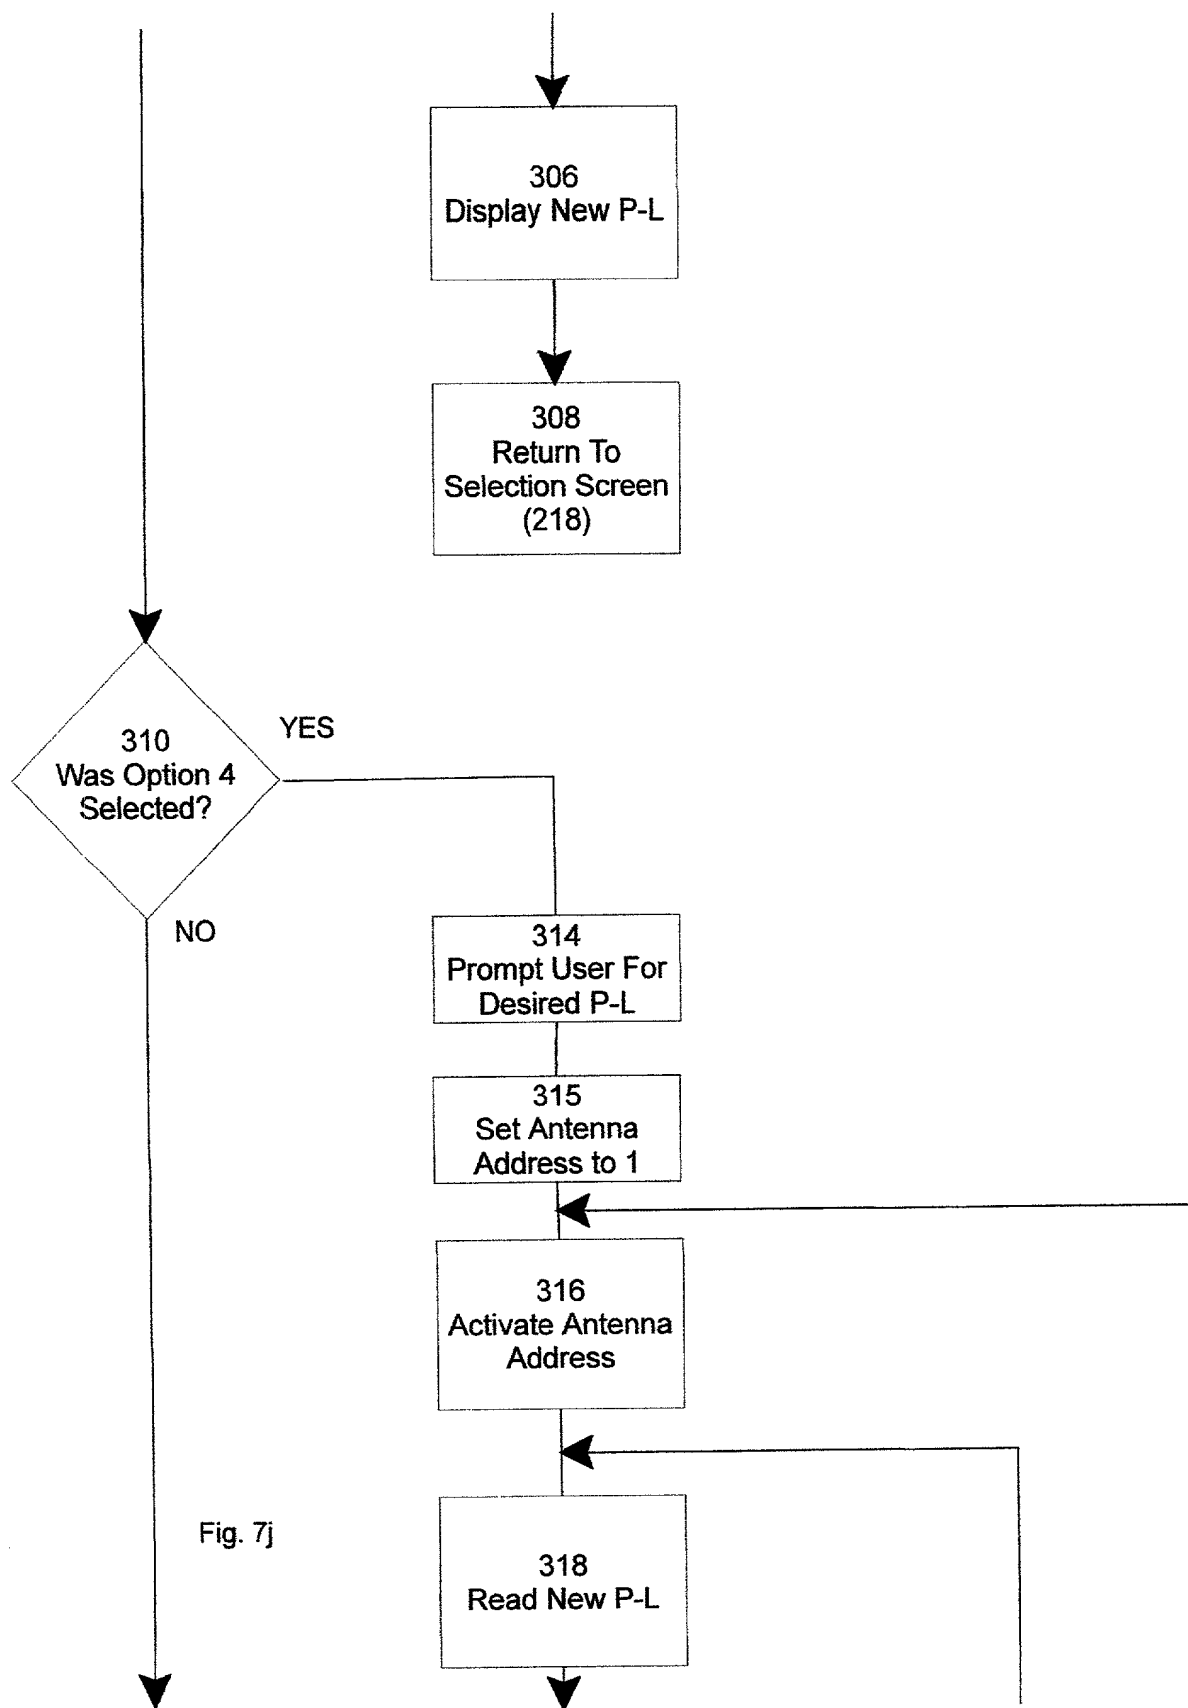 306
Display New P-L
308
Return To
Selection Screen
(218)
310
Was Option 4
Selected?
YES
NO
314
Prompt User For
Desired P-L
315
Set Antenna
Address to 1
316
Activate Antenna
Address
318
Read New P-L
Fig. 7j